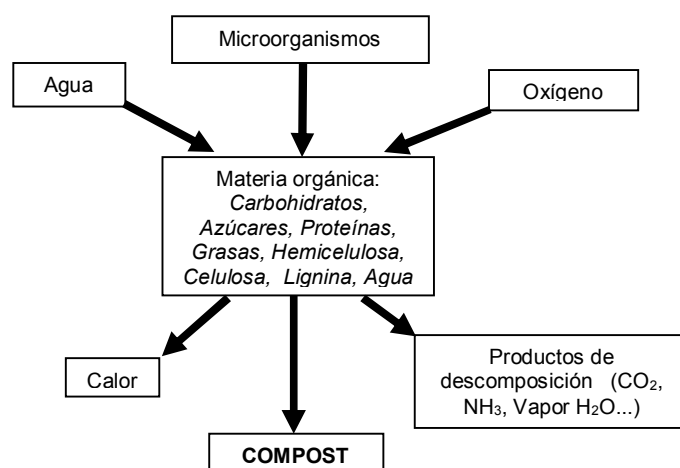 Microorganismos
Agua
Oxígeno
Materia orgánica:
Carbohidratos,
Azúcares, Proteínas,
Grasas, Hemicelulosa,
Celulosa, Lignina, Agua
Calor
Productos de
descomposición (CO₂,
NH₃, Vapor H₂O...)
COMPOST